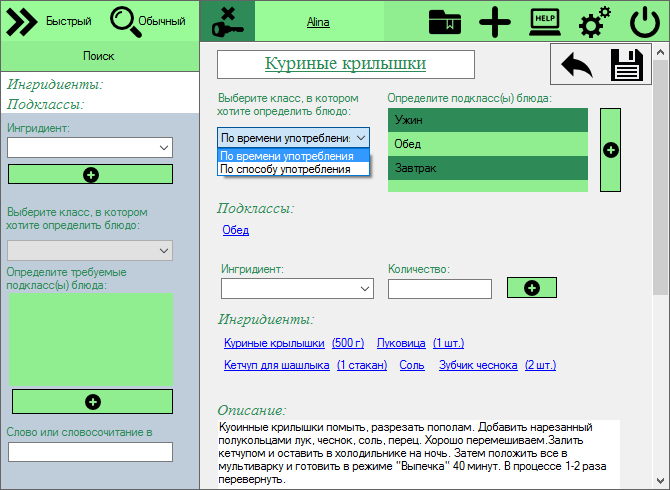 Быстрый
Обычный
Alina
HELP
Поиск
Ингридиенты:
Подклассы:
Ингридиент:
Выберите класс, в котором
хотите определить блюдо:
Определите требуемые
подкласс(ы) блюда:
Слово или словосочитание в
Куриные крилышки
Выберите класс, в котором
хотите определить блюдо:
По времени употребления
По времени употребления
По способу употребления
Определите подкласс(ы) блюда:
Ужин
Обед
Завтрак
Подклассы:
Обед
Ингридиент:
Количество:
Ингридиенты:
Куриные крылышки (500 г) Луковица (1 шт.)
Кетчуп для шашлыка (1 стакан) Соль Зубчик чеснока (2 шт.)
Описание:
Куоинные крилышки помыть, разрезать пополам. Добавить нарезанный
полукольцами лук, чеснок, соль, перец. Хорошо перемешиваем.Залить
кетчупом и оставить в холодильнике на ночь. Затем положить все в
мультиварку и готовить в режиме "Выпечка" 40 минут. В процессе 1-2 раза
перевернуть.